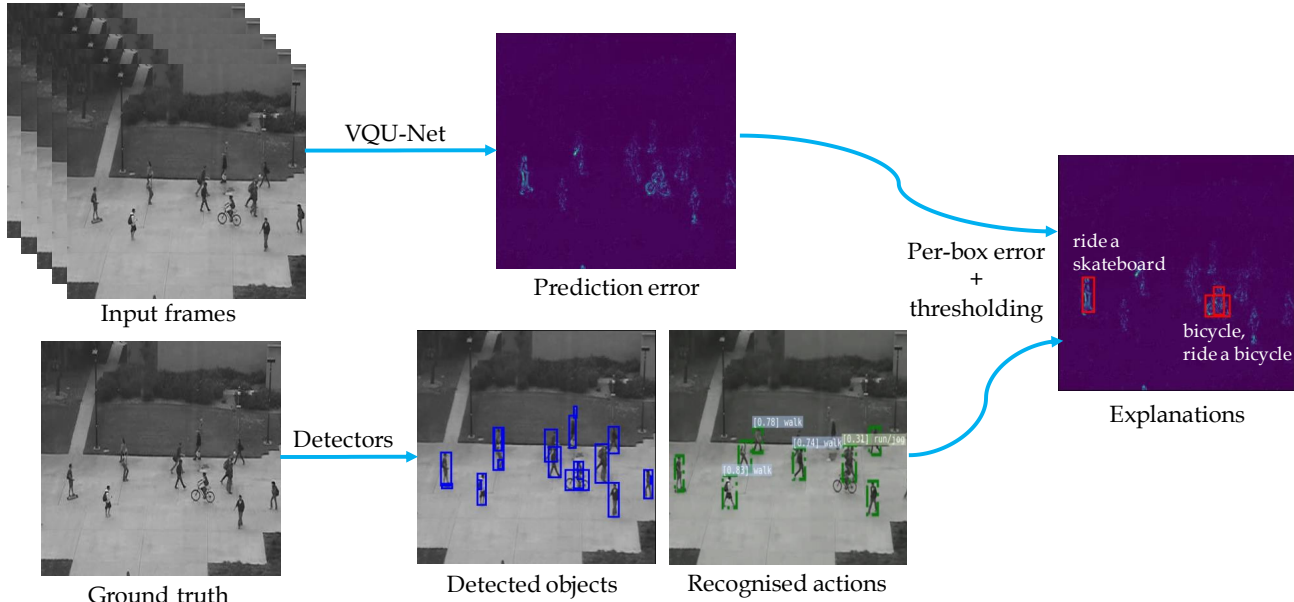 VQU-Net
Prediction error
Input frames
Per-box error
+
thresholding
ride a
skateboard
bicycle,
ride a bicycle
Explanations
Detectors
[0.78] walk
[0.74] walk
[0.31] run/jog
[0.83] walk
Ground truth
Detected objects
Recognised actions